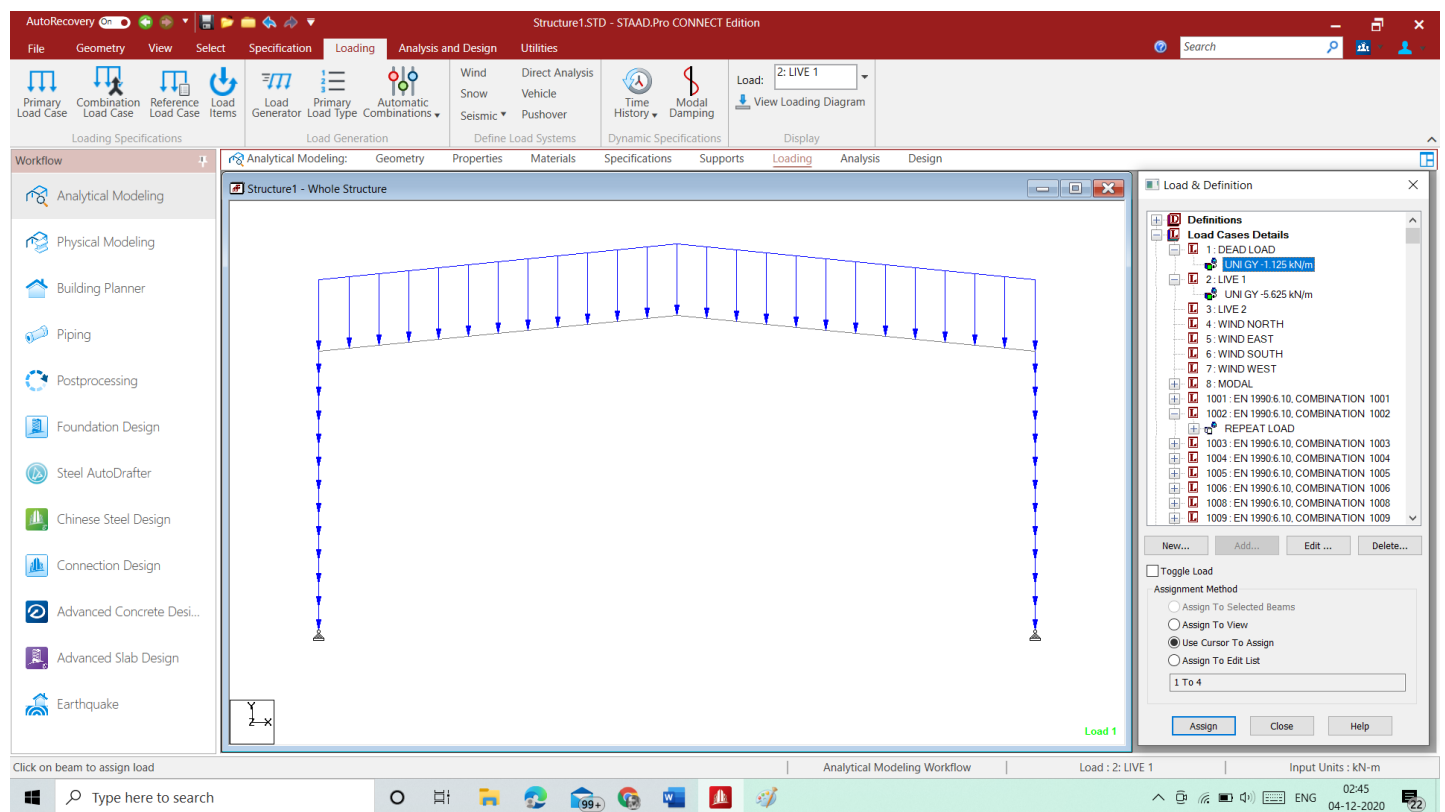 AutoRecovery On Structure1.STD - STAAD.Pro CONNECT Edition
File Geometry View Select Specification Loading Analysis and Design Utilities Search
Primary Load Case
Combination Load Case
Reference Load Case
Load Items
Loading Specifications
Load Generator
Primary Load Type
Automatic Combinations
Load Generation
Wind Direct Analysis
Snow Vehicle
Seismic Pushover
Define Load Systems
Time History
Modal Damping
Dynamic Specifications
Load: 2: LIVE 1
View Loading Diagram
Display
Workflow
Analytical Modeling: Geometry Properties Materials Specifications Supports Loading Analysis Design
Analytical Modeling
Physical Modeling
Building Planner
Piping
Postprocessing
Foundation Design
Steel AutoDrafter
Chinese Steel Design
Connection Design
Advanced Concrete Desi...
Advanced Slab Design
Earthquake
Structure1 - Whole Structure
Y
Z X
Load 1
Load & Definition
Definitions
Load Cases Details
1 : DEAD LOAD
UNI GY -1.125 kN/m
2 : LIVE 1
UNI GY -5.625 kN/m
3 : LIVE 2
4 : WIND NORTH
5 : WIND EAST
6 : WIND SOUTH
7 : WIND WEST
8 : MODAL
1001 : EN 1990:6.10, COMBINATION 1001
1002 : EN 1990:6.10, COMBINATION 1002
REPEAT LOAD
1003 : EN 1990:6.10, COMBINATION 1003
1004 : EN 1990:6.10, COMBINATION 1004
1005 : EN 1990:6.10, COMBINATION 1005
1006 : EN 1990:6.10, COMBINATION 1006
1008 : EN 1990:6.10, COMBINATION 1008
1009 : EN 1990:6.10, COMBINATION 1009
New... Add... Edit ... Delete...
Toggle Load
Assignment Method
Assign To Selected Beams
Assign To View
Use Cursor To Assign
Assign To Edit List
1 To 4
Assign Close Help
Click on beam to assign load Analytical Modeling Workflow Load : 2: LIVE 1 Input Units : kN-m
Type here to search 99+ ENG 02:45
04-12-2020 22